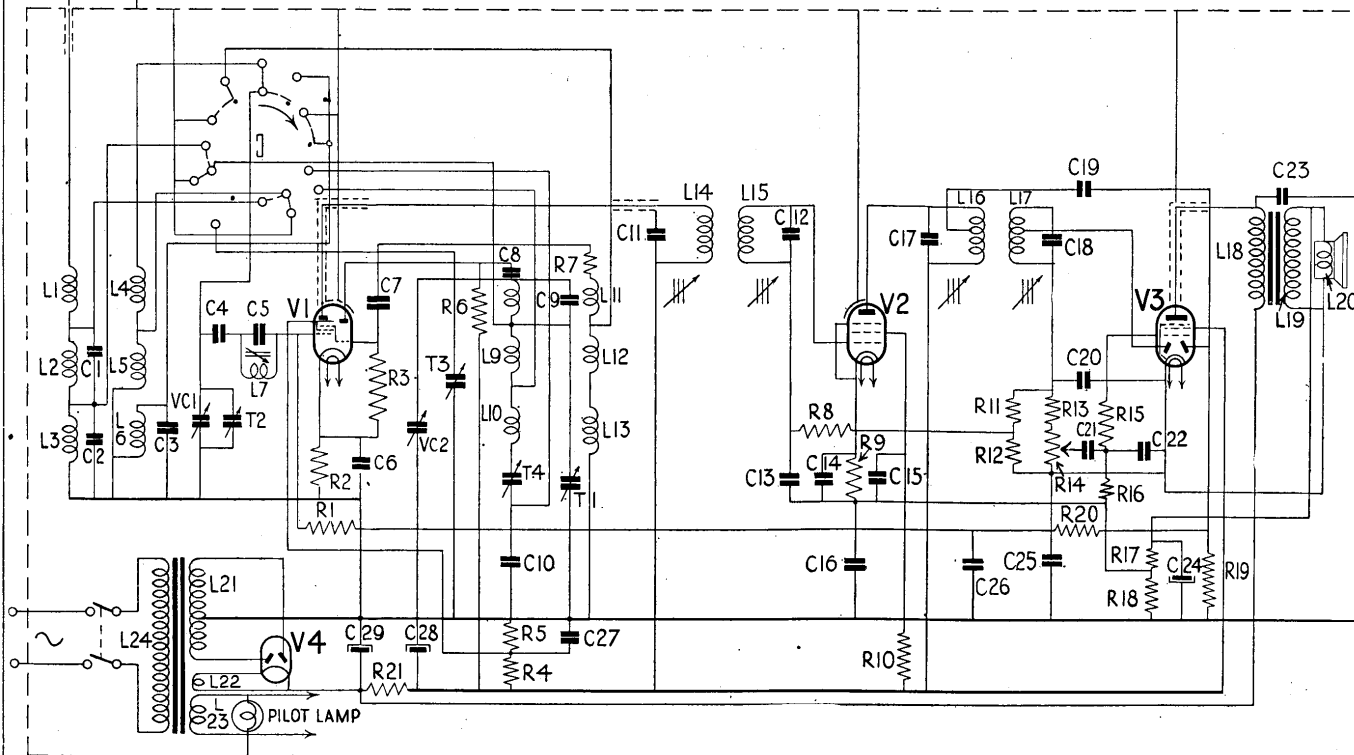 C19
C23
L14
L15
L16
L17
C11
C12
C17
C18
L18
L19
L20
L1
L4
C4
C5
V1
C7
C8
R7
R6
C9
L11
V2
V3
L2
C1
L5
L7
R3
T3
L9
L12
C20
L3
C2
L6
C3
VC1
T2
VC2
L10
L13
R8
R9
R11
R13
R15
C21
R12
R14
C22
R2
C6
T4
T1
C13
C14
C15
R16
R1
R20
C10
C16
C26
C25
R17
C24
R19
R18
L21
L24
V4
C29
C28
R5
C27
R10
L22
R21
R4
L23
PILOT LAMP